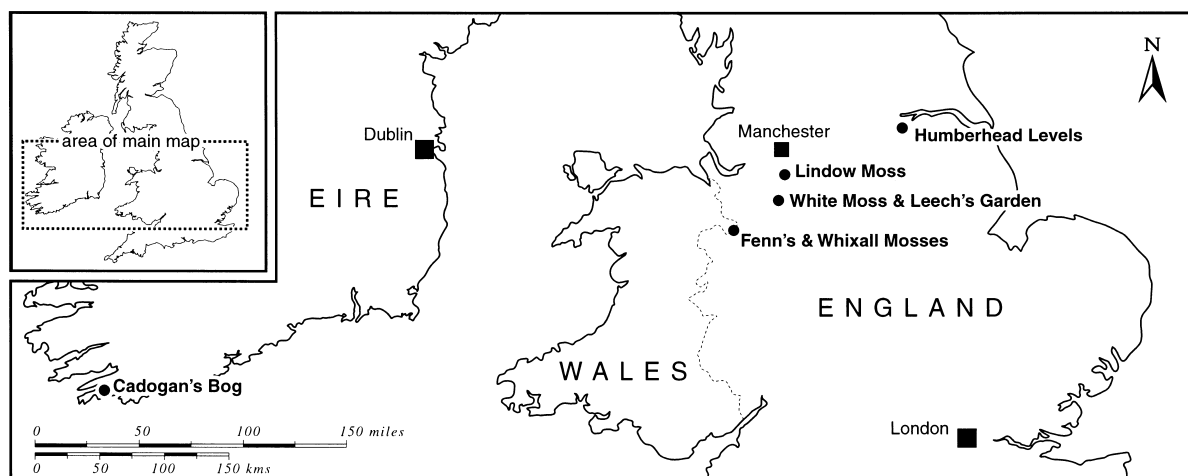 area of main map
N
Dublin
Manchester
Humberhead Levels
Lindow Moss
EIRE
White Moss & Leech's Garden
Fenn's & Whixall Mosses
ENGLAND
WALES
Cadogan's Bog
London
0 50 100 150 miles
0 50 100 150 kms